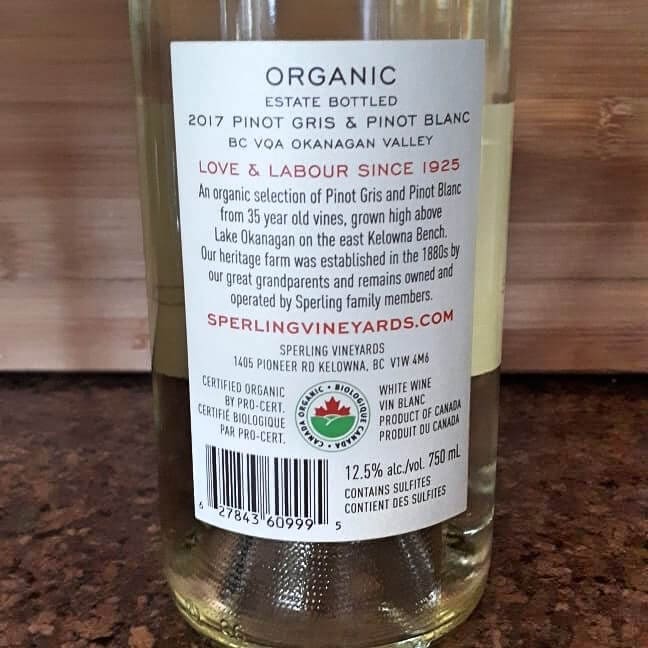 ORGANIC
ESTATE BOTTLED
2017 PINOT GRIS & PINOT BLANC
BC VQA OKANAGAN VALLEY
LOVE & LABOUR SINCE 1925
An organic selection of Pinot Gris and Pinot Blanc
from 35 year old vines, grown high above
Lake Okanagan on the east Kelowna Bench.
Our heritage farm was established in the 1880s by
our great grandparents and remains owned and
operated by Sperling family members.
SPERLINGVINEYARDS.COM
SPERLING VINEYARDS
1405 PIONEER RD KELOWNA, BC V1W 4M6
CERTIFIED ORGANIC
BY PRO-CERT.
CERTIFIÉ BIOLOGIQUE
PAR PRO-CERT.
CANADA ORGANIC • BIOLOGIQUE CANADA •
WHITE WINE
VIN BLANC
PRODUCT OF CANADA
PRODUIT DU CANADA
12.5% alc./vol. 750 mL
CONTAINS SULFITES
CONTIENT DES SULFITES
6 27843 60999 5